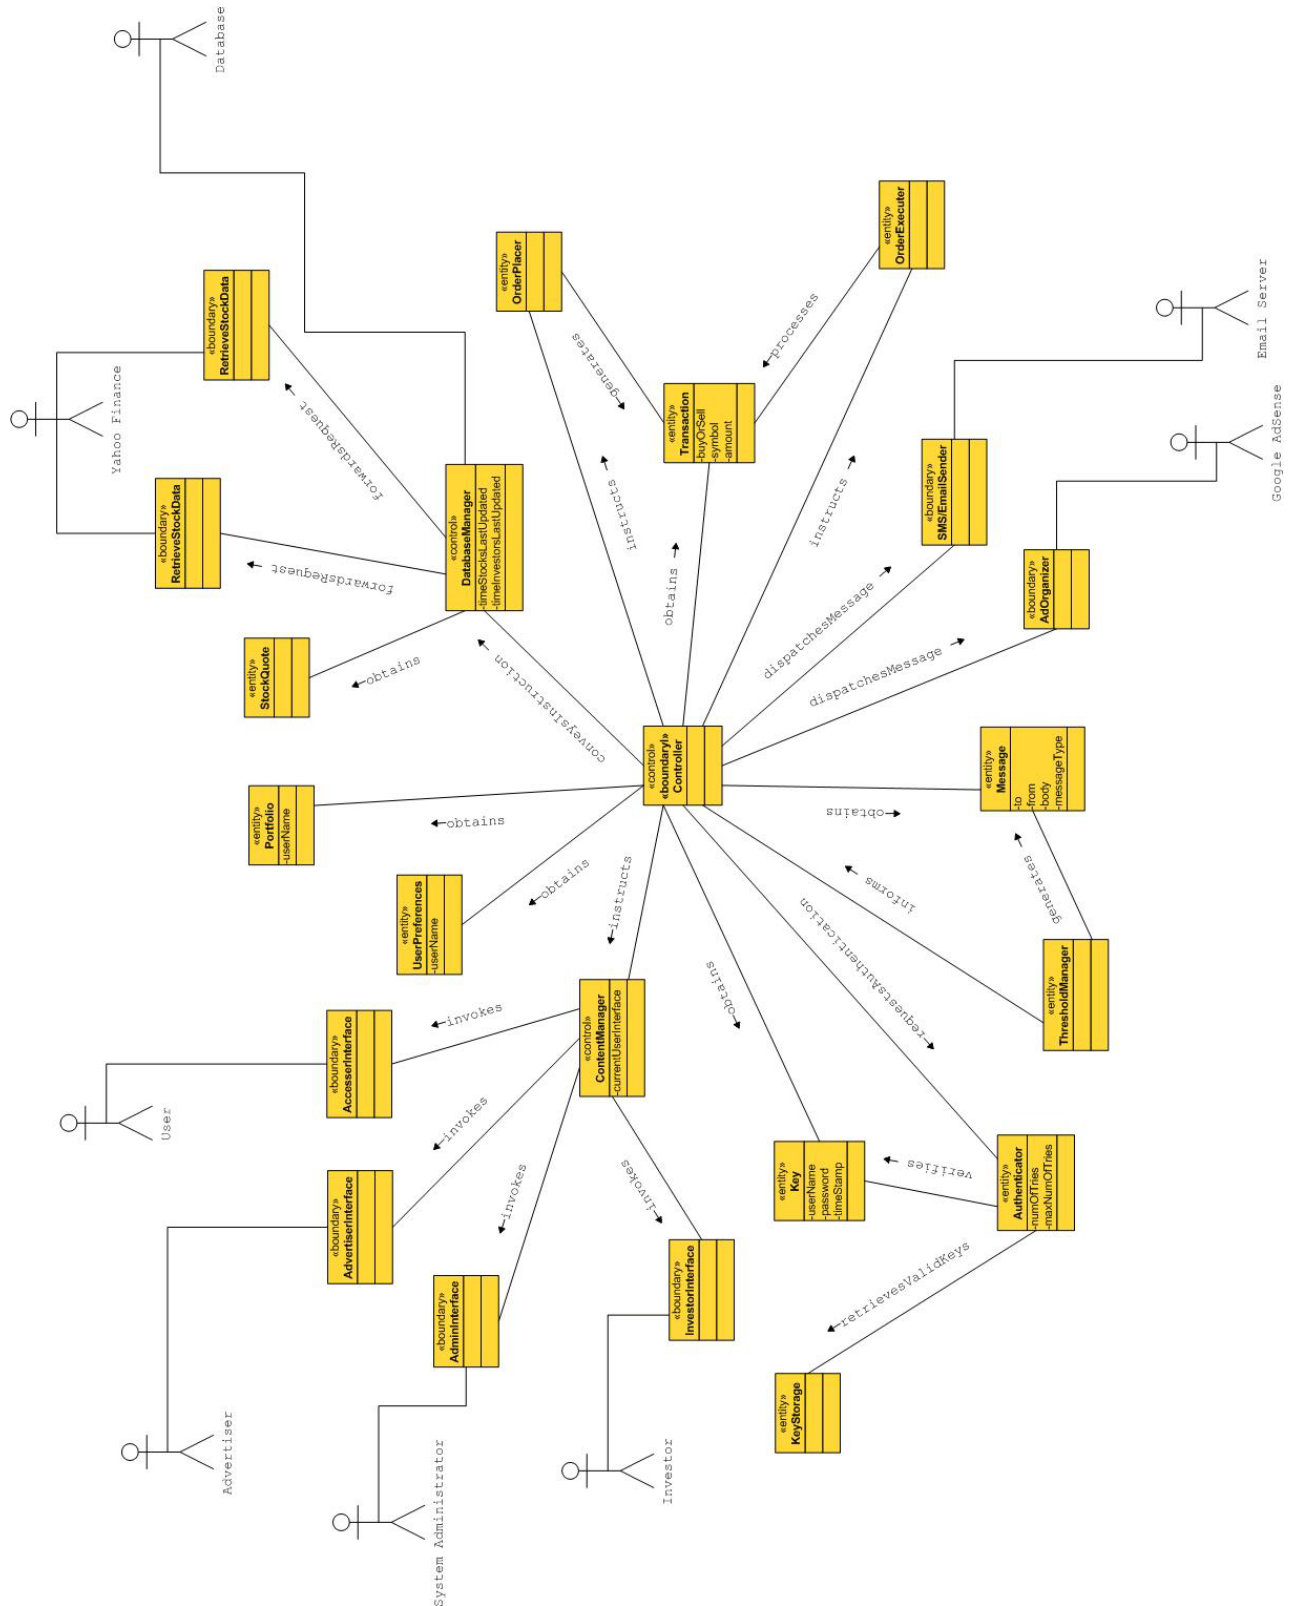 Database
Yahoo Finance
«boundary»
RetrieveStockData
«boundary»
RetrieveStockData
forwardsRequest
forwardsRequest
«control»
DatabaseManager
-timeStocksLastUpdated
-timeInvestorsLastUpdated
«entity»
StockQuote
obtains
conveysInstruction
«entity»
OrderPlacer
generates
instructs
«entity»
Transaction
-buyOrSell
-symbol
-amount
processes
«entity»
OrderExecuter
obtains
instructs
«boundary»
SMS/EmailSender
Email Server
dispatchesMessage
«boundary»
AdOrganizer
Google AdSense
dispatchesMessage
«control»
«boundaryl»
Controller
«entity»
Portfolio
-userName
obtains
«entity»
UserPreferences
-userName
obtains
instructs
«entity»
Message
-to
-from
-body
-messageType
obtains
generates
informs
«entity»
ThresholdManager
requestsAuthentication
obtains
«control»
ContentManager
-currentUserInterface
«boundary»
AccesserInterface
invokes
User
«boundary»
AdvertiserInterface
invokes
Advertiser
«boundary»
AdminInterface
invokes
System Administrator
«boundary»
InvestorInterface
invokes
Investor
«entity»
Key
-userName
-password
-timeStamp
verifies
«entity»
Authenticator
-numOfTries
-maxNumOfTries
retrievesValidKeys
«entity»
KeyStorage